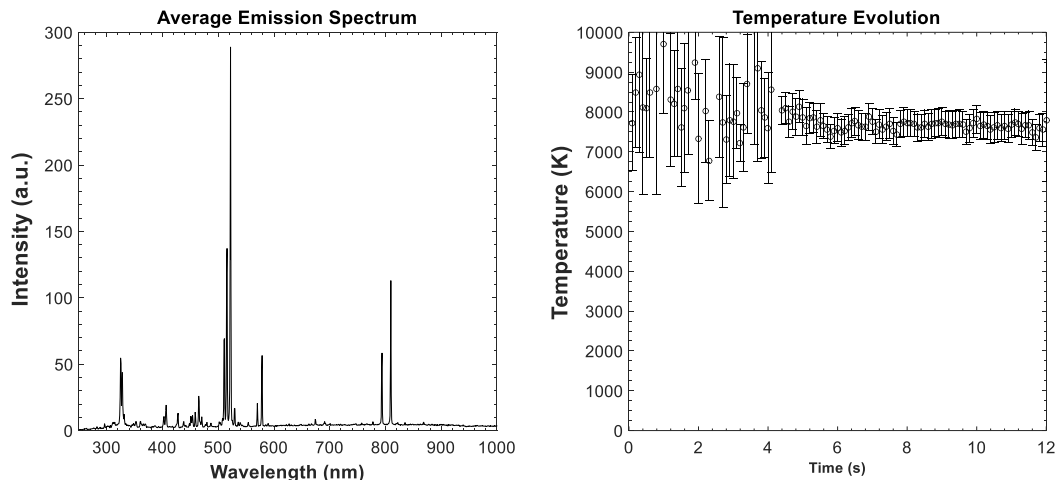 Average Emission Spectrum
300
250
200
150
100
50
0
Intensity (a.u.)
300 400 500 600 700 800 900 1000
Wavelength (nm)
Temperature Evolution
10000
9000
8000
7000
6000
5000
4000
3000
2000
1000
0
Temperature (K)
0 2 4 6 8 10 12
Time (s)